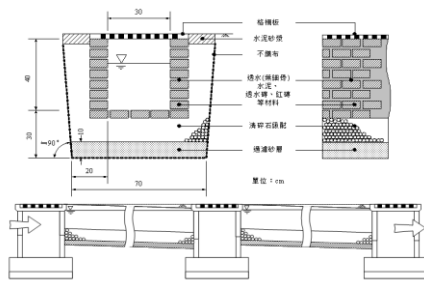 30
格柵板
水泥砂漿
不織布
40
透水(無細骨)
水泥、
透水磚、紅磚
等材料
清碎石級配
30
10
過濾砂層
<90°
20
單位：cm
70